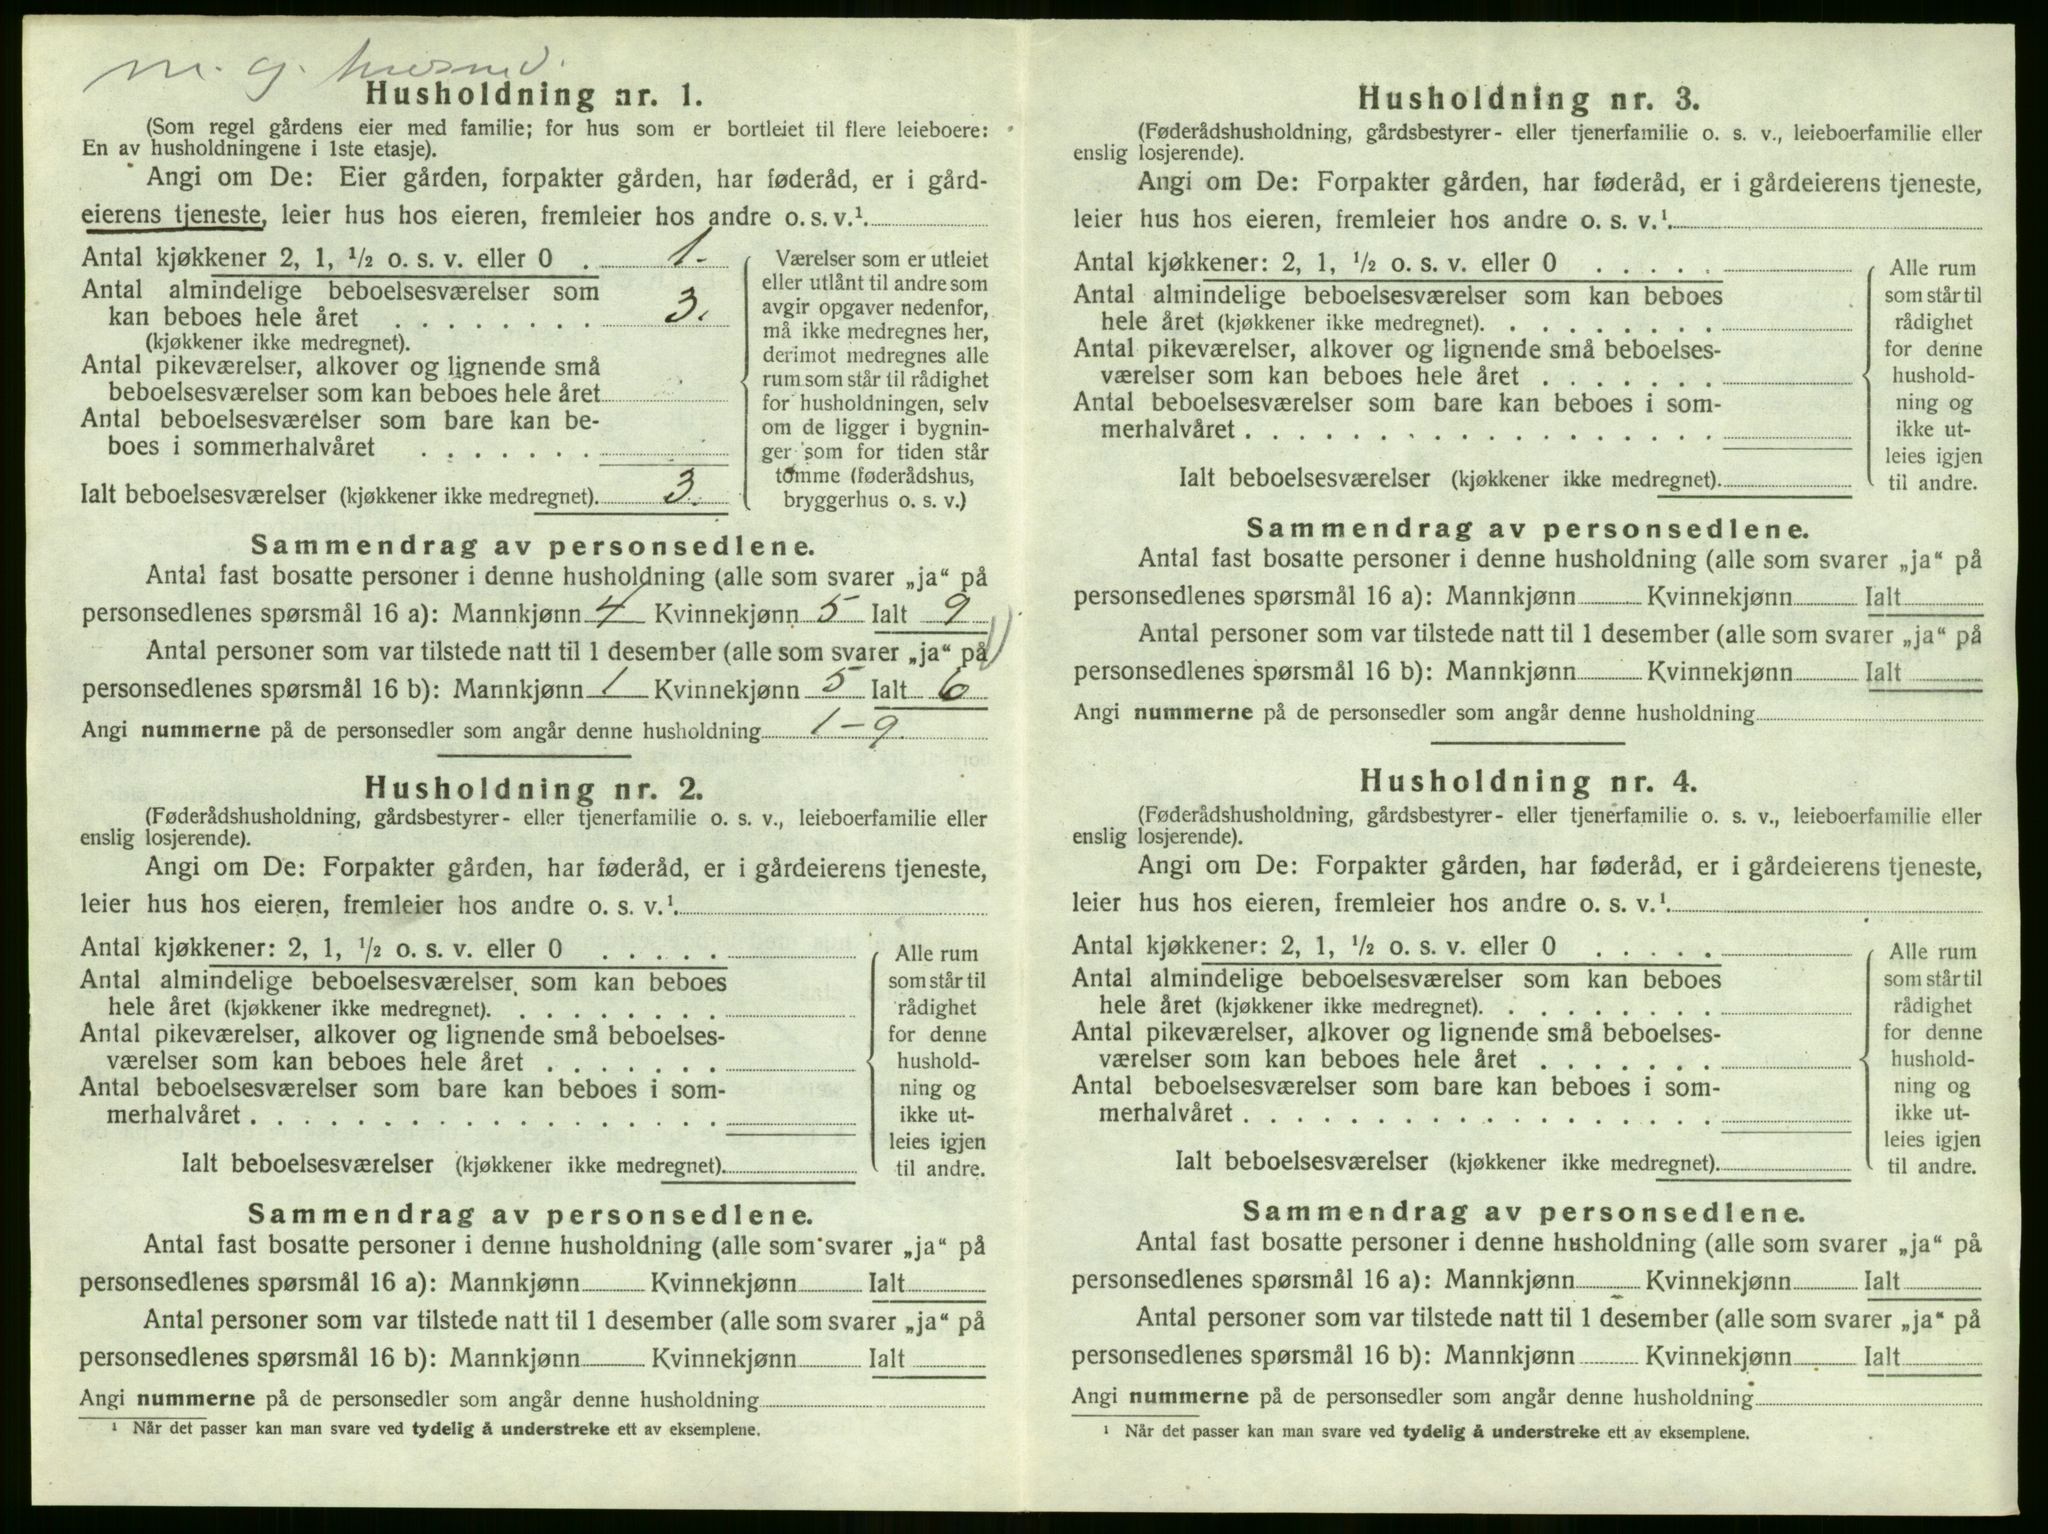 m. g.
Husholdning nr. 1.
(Som regel gårdens eier med familie; for hus som er bortleiet til flere leieboere:
En av husholdningene i 1ste etasje).
Angi om De: Eier gården, forpakter gården, har føderåd, er i gård-
eierens tjeneste, leier hus hos eieren, fremleier hos andre o. s. v.¹
Antal kjøkkener 2, 1, ½ o. s. v. eller 0 . 1.
Antal almindelige beboelsesværelser som
kan beboes hele året . . . . . . . 3.
(kjøkkener ikke medregnet).
Antal pikeværelser, alkover og lignende små
beboelsesværelser som kan beboes hele året
Antal beboelsesværelser som bare kan be-
boes i sommerhalvåret . . . . . . .
Ialt beboelsesværelser (kjøkkener ikke medregnet). 3.
Værelser som er utleiet
eller utlånt til andre som
avgir opgaver nedenfor,
må ikke medregnes her,
derimot medregnes alle
rum som står til rådighet
for husholdningen, selv
om de ligger i bygnin-
ger som for tiden står
tomme (føderådshus,
bryggerhus o. s. v.)
Sammendrag av personsedlene.
Antal fast bosatte personer i denne husholdning (alle som svarer „ja“ på
personsedlenes spørsmål 16 a): Mannkjønn 4 Kvinnekjønn 5 Ialt 9
Antal personer som var tilstede natt til 1 desember (alle som svarer „ja“ på
personsedlenes spørsmål 16 b): Mannkjønn 1 Kvinnekjønn 5 Ialt 6
Angi nummerne på de personsedler som angår denne husholdning 1-9.
Husholdning nr. 2.
(Føderådshusholdning, gårdsbestyrer- eller tjenerfamilie o. s. v., leieboerfamilie eller
enslig losjerende).
Angi om De: Forpakter gården, har føderåd, er i gårdeierens tjeneste,
leier hus hos eieren, fremleier hos andre o. s. v.¹
Antal kjøkkener: 2, 1, ½ o. s. v. eller 0 . . . . .
Antal almindelige beboelsesværelser som kan beboes
hele året (kjøkkener ikke medregnet). . . . . . . . .
Antal pikeværelser, alkover og lignende små beboelses-
værelser som kan beboes hele året . . . . . . .
Antal beboelsesværelser som bare kan beboes i som-
merhalvåret . . . . . . . . . . . . . . . . . .
Ialt beboelsesværelser (kjøkkener ikke medregnet).
Alle rum
som står til
rådighet
for denne
hushold-
ning og
ikke ut-
leies igjen
til andre.
Sammendrag av personsedlene.
Antal fast bosatte personer i denne husholdning (alle som svarer „ja“ på
personsedlenes spørsmål 16 a): Mannkjønn Kvinnekjønn Ialt
Antal personer som var tilstede natt til 1 desember (alle som svarer „ja“ på
personsedlenes spørsmål 16 b): Mannkjønn Kvinnekjønn Ialt
Angi nummerne på de personsedler som angår denne husholdning
¹ Når det passer kan man svare ved tydelig å understreke ett av eksemplene.
Husholdning nr. 3.
(Føderådshusholdning, gårdsbestyrer- eller tjenerfamilie o. s. v., leieboerfamilie eller
enslig losjerende).
Angi om De: Forpakter gården, har føderåd, er i gårdeierens tjeneste,
leier hus hos eieren, fremleier hos andre o. s. v.¹
Antal kjøkkener: 2, 1, ½ o. s. v. eller 0 . . . . .
Antal almindelige beboelsesværelser som kan beboes
hele året (kjøkkener ikke medregnet). . . . . . . . .
Antal pikeværelser, alkover og lignende små beboelses-
værelser som kan beboes hele året . . . . . . .
Antal beboelsesværelser som bare kan beboes i som-
merhalvåret . . . . . . . . . . . . . . . . . .
Ialt beboelsesværelser (kjøkkener ikke medregnet).
Alle rum
som står til
rådighet
for denne
hushold-
ning og
ikke ut-
leies igjen
til andre.
Sammendrag av personsedlene.
Antal fast bosatte personer i denne husholdning (alle som svarer „ja“ på
personsedlenes spørsmål 16 a): Mannkjønn Kvinnekjønn Ialt
Antal personer som var tilstede natt til 1 desember (alle som svarer „ja“ på
personsedlenes spørsmål 16 b): Mannkjønn Kvinnekjønn Ialt
Angi nummerne på de personsedler som angår denne husholdning
Husholdning nr. 4.
(Føderådshusholdning, gårdsbestyrer- eller tjenerfamilie o. s. v., leieboerfamilie eller
enslig losjerende).
Angi om De: Forpakter gården, har føderåd, er i gårdeierens tjeneste,
leier hus hos eieren, fremleier hos andre o. s. v.¹
Antal kjøkkener: 2, 1, ½ o. s. v. eller 0 . . . . .
Antal almindelige beboelsesværelser som kan beboes
hele året (kjøkkener ikke medregnet). . . . . . . . .
Antal pikeværelser, alkover og lignende små beboelses-
værelser som kan beboes hele året . . . . . . .
Antal beboelsesværelser som bare kan beboes i som-
merhalvåret . . . . . . . . . . . . . . . . . .
Ialt beboelsesværelser (kjøkkener ikke medregnet).
Alle rum
som står til
rådighet
for denne
hushold-
ning og
ikke ut-
leies igjen
til andre.
Sammendrag av personsedlene.
Antal fast bosatte personer i denne husholdning (alle som svarer „ja“ på
personsedlenes spørsmål 16 a): Mannkjønn Kvinnekjønn Ialt
Antal personer som var tilstede natt til 1 desember (alle som svarer „ja“ på
personsedlenes spørsmål 16 b): Mannkjønn Kvinnekjønn Ialt
Angi nummerne på de personsedler som angår denne husholdning
¹ Når det passer kan man svare ved tydelig å understreke ett av eksemplene.